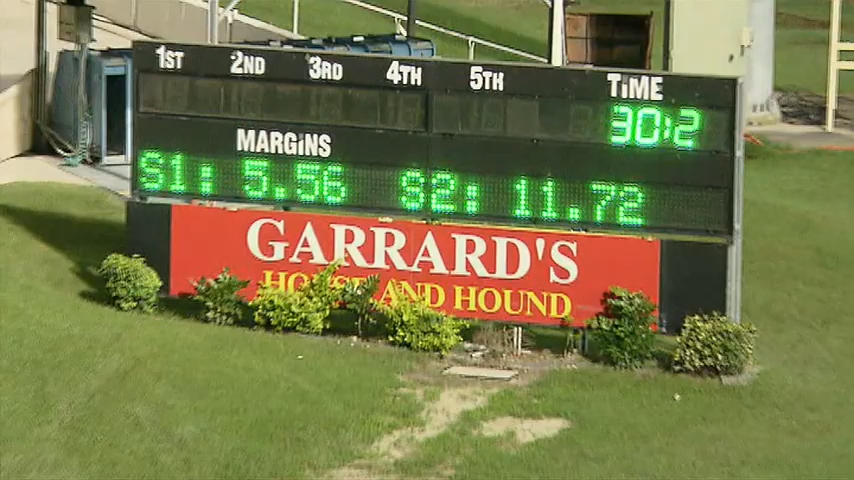 1ST 2ND 3RD 4TH 5TH TIME
30:2
MARGINS
S1: 5.56 S2: 11.72
GARRARD'S
HORSE AND HOUND